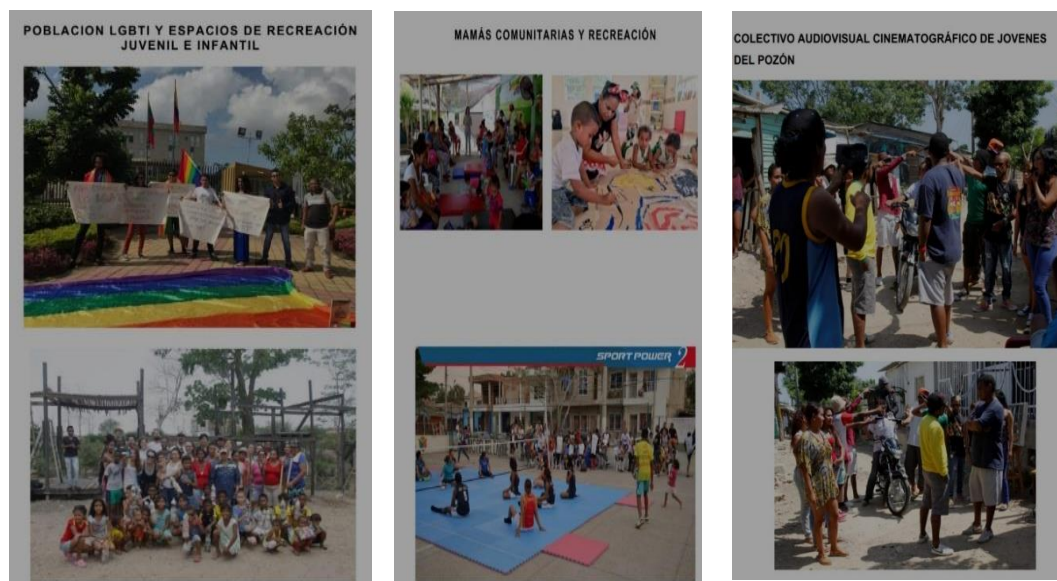 POBLACION LGBTI Y ESPACIOS DE RECREACIÓN
JUVENIL E INFANTIL
MAMÁS COMUNITARIAS Y RECREACIÓN
SPORT POWER 2
COLECTIVO AUDIOVISUAL CINEMATOGRÁFICO DE JOVENES
DEL POZÓN